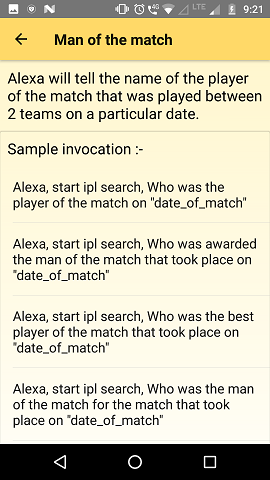 4G LTE 9:21
Man of the match
Alexa will tell the name of the player
of the match that was played between
2 teams on a particular date.
Sample invocation :-
Alexa, start ipl search, Who was the
player of the match on "date_of_match"
Alexa, start ipl search, Who was awarded
the man of the match that took place on
"date_of_match"
Alexa, start ipl search, Who was the best
player of the match that took place on
"date_of_match"
Alexa, start ipl search, Who was the man
of the match for the match that took
place on "date_of_match"